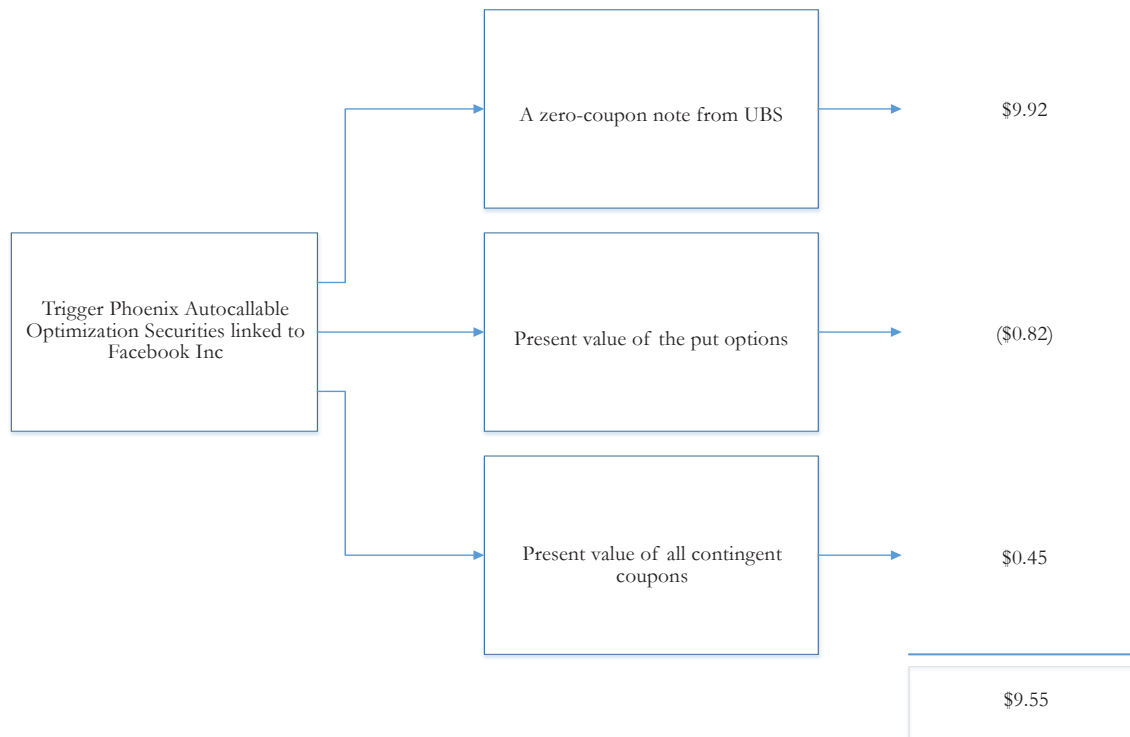 A zero-coupon note from UBS
$9.92
Trigger Phoenix Autocallable
Optimization Securities linked to
Facebook Inc
Present value of the put options
($0.82)
Present value of all contingent
coupons
$0.45
$9.55